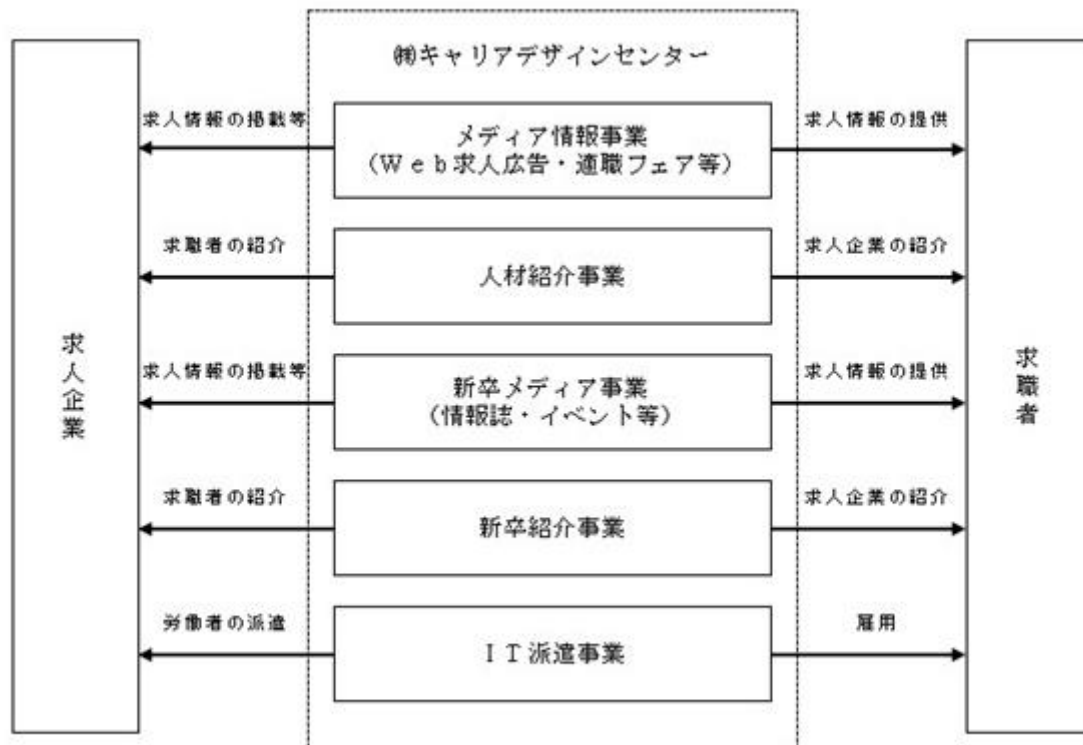 ㈱キャリアデザインセンター
求人企業
求人情報の掲載等
メディア情報事業
（Ｗｅｂ求人広告・適職フェア等）
求人情報の提供
求職者の紹介
人材紹介事業
求人企業の紹介
求人情報の掲載等
新卒メディア事業
（情報誌・イベント等）
求人情報の提供
求職者の紹介
新卒紹介事業
求人企業の紹介
労働者の派遣
ＩＴ派遣事業
雇用
求職者